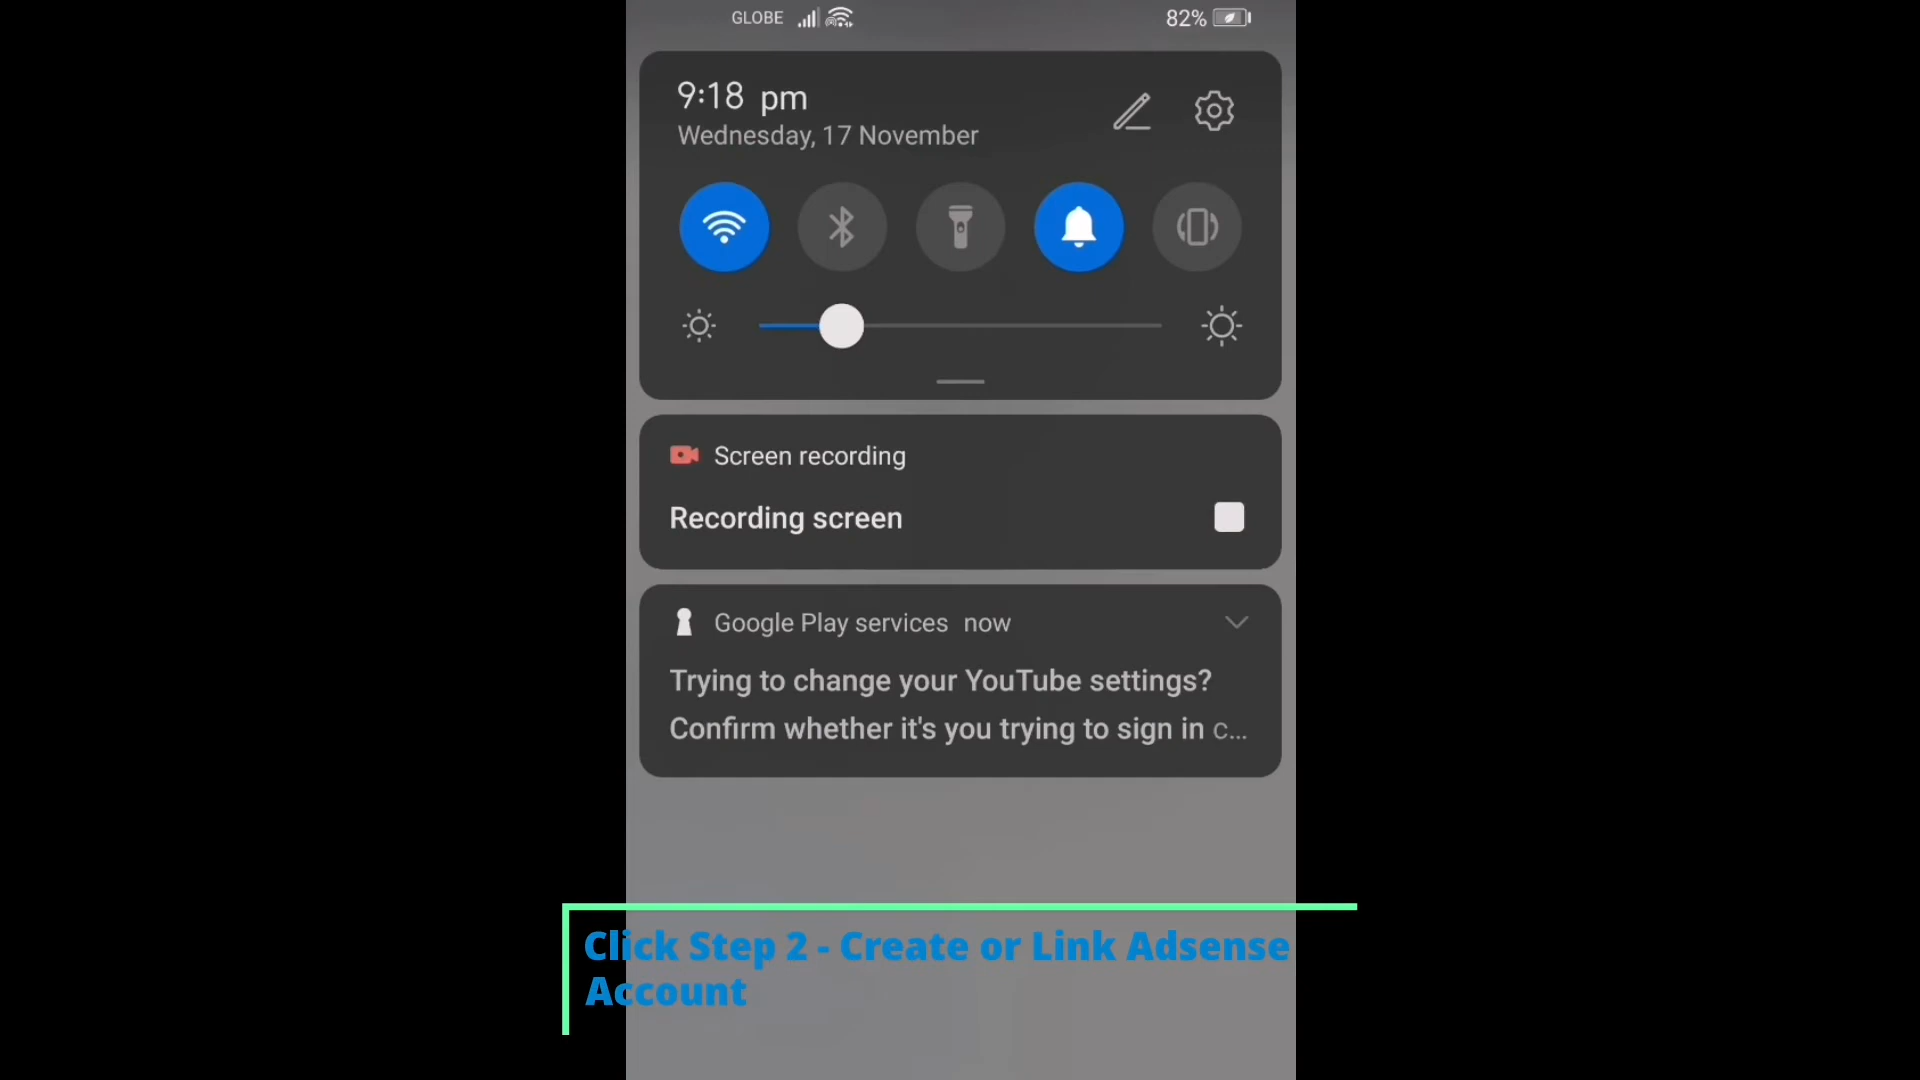 GLOBE 82%
9:18 pm
Wednesday, 17 November
Screen recording
Recording screen
Google Play services now
Trying to change your YouTube settings?
Confirm whether it's you trying to sign in c...
Click Step 2 - Create or Link Adsense
Account